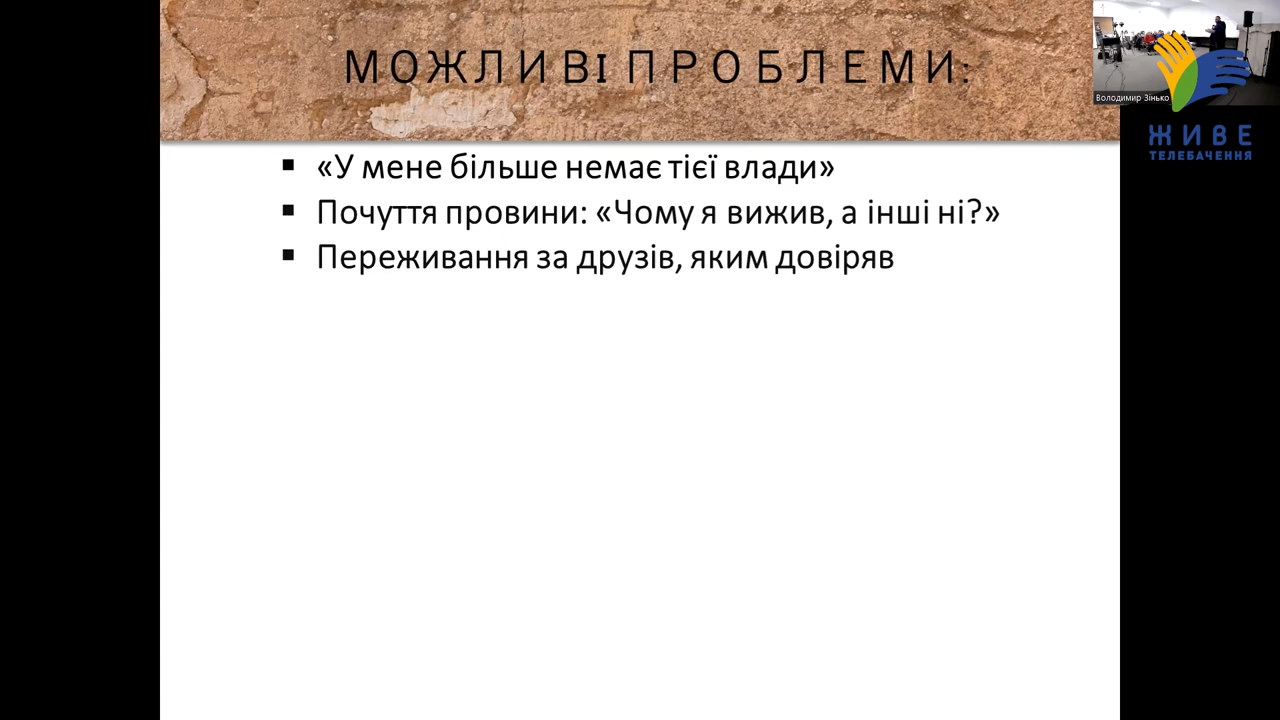 МОЖЛИВІ ПРОБЛЕМИ:
▪ «У мене більше немає тієї влади»
▪ Почуття провини: «Чому я вижив, а інші ні?»
▪ Переживання за друзів, яким довіряв
Володимир Зінько
ЖИВЕ
ТЕЛЕБАЧЕННЯ